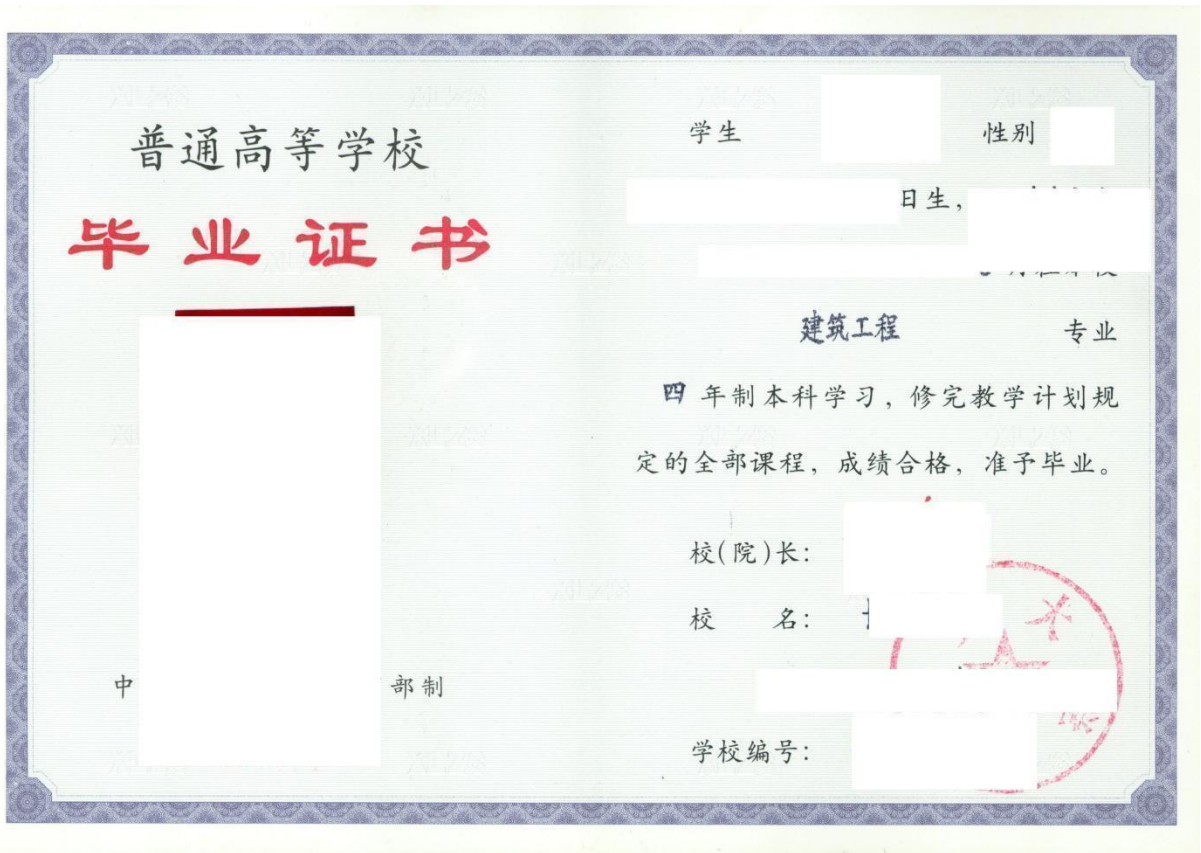 普通高等学校
毕业证书
中
部制
学生 性别
日生，
建筑工程 专业
四年制本科学习，修完教学计划规
定的全部课程，成绩合格，准予毕业。
校(院)长：
校 名：
学校编号：